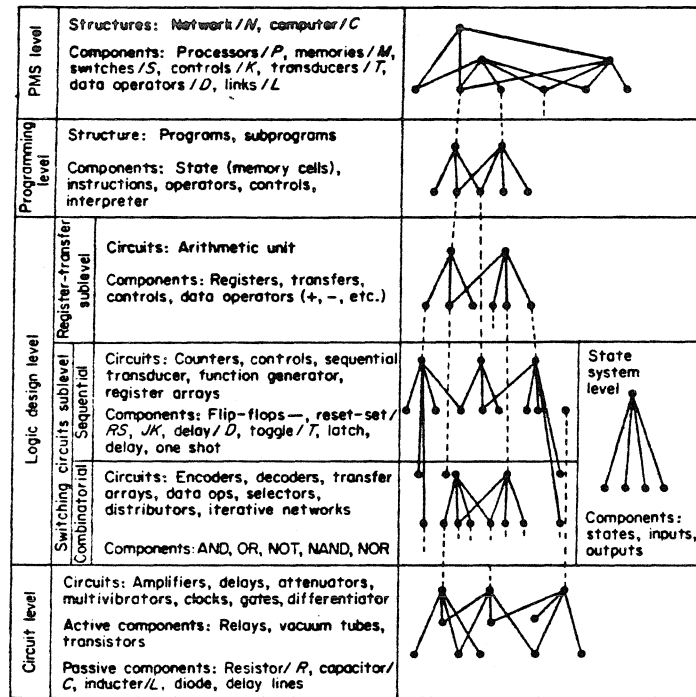 PMS level
Structures: Network/N, computer/C
Components: Processors/P, memories/M,
switches/S, controls/K, transducers/T,
data operators/D, links/L
Programming
level
Structure: Programs, subprograms
Components: State (memory cells),
instructions, operators, controls,
interpreter
Logic design level
Register-transfer
sublevel
Circuits: Arithmetic unit
Components: Registers, transfers,
controls, data operators (+, -, etc.)
Switching circuits sublevel
Sequential
Circuits: Counters, controls, sequential
transducer, function generator,
register arrays
Components: Flip-flops—, reset-set/
RS, JK, delay/D, toggle/T, latch,
delay, one shot
Combinatorial
Circuits: Encoders, decoders, transfer
arrays, data ops, selectors,
distributors, iterative networks
Components: AND, OR, NOT, NAND, NOR
State
system
level
Components:
states, inputs,
outputs
Circuit level
Circuits: Amplifiers, delays, attenuators,
multivibrators, clocks, gates, differentiator
Active components: Relays, vacuum tubes,
transistors
Passive components: Resistor/R, capacitor/
C, inducter/L, diode, delay lines